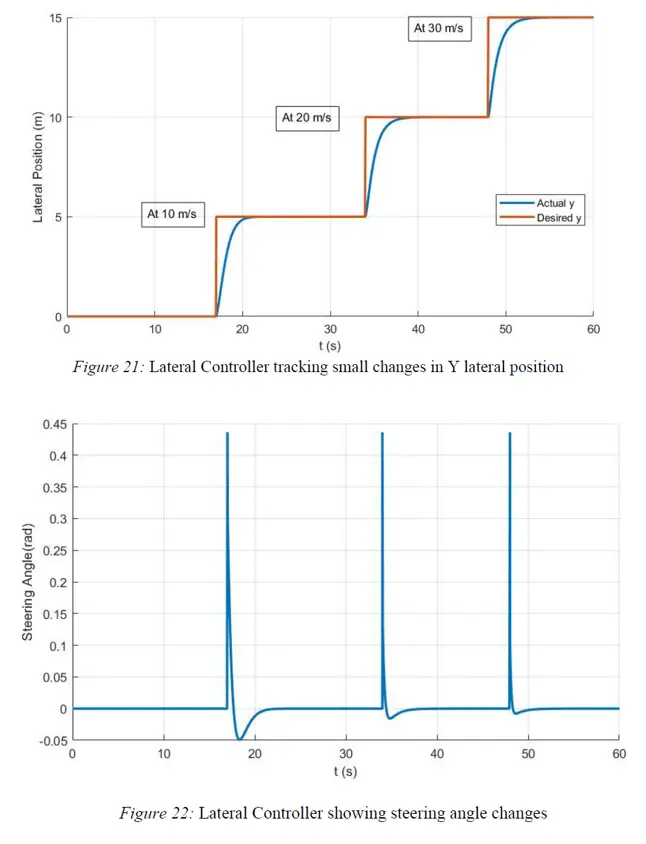 15
At 30 m/s
At 20 m/s
10
Lateral Position (m)
At 10 m/s
Actual y
Desired y
5
0
0 10 20 30 40 50 60
t (s)
Figure 21: Lateral Controller tracking small changes in Y lateral position
0.45
0.4
0.35
0.3
0.25
0.2
0.15
0.1
0.05
0
-0.05
Steering Angle(rad)
0 10 20 30 40 50 60
t (s)
Figure 22: Lateral Controller showing steering angle changes